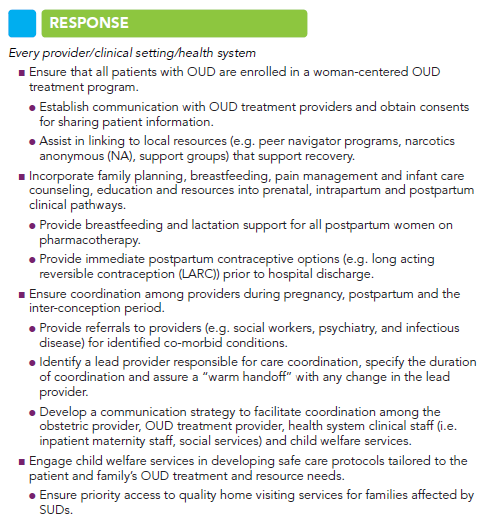 RESPONSE
Every provider/clinical setting/health system
■ Ensure that all patients with OUD are enrolled in a woman-centered OUD
treatment program.
● Establish communication with OUD treatment providers and obtain consents
for sharing patient information.
● Assist in linking to local resources (e.g. peer navigator programs, narcotics
anonymous (NA), support groups) that support recovery.
■ Incorporate family planning, breastfeeding, pain management and infant care
counseling, education and resources into prenatal, intrapartum and postpartum
clinical pathways.
● Provide breastfeeding and lactation support for all postpartum women on
pharmacotherapy.
● Provide immediate postpartum contraceptive options (e.g. long acting
reversible contraception (LARC)) prior to hospital discharge.
■ Ensure coordination among providers during pregnancy, postpartum and the
inter-conception period.
● Provide referrals to providers (e.g. social workers, psychiatry, and infectious
disease) for identified co-morbid conditions.
● Identify a lead provider responsible for care coordination, specify the duration
of coordination and assure a “warm handoff” with any change in the lead
provider.
● Develop a communication strategy to facilitate coordination among the
obstetric provider, OUD treatment provider, health system clinical staff (i.e.
inpatient maternity staff, social services) and child welfare services.
■ Engage child welfare services in developing safe care protocols tailored to the
patient and family’s OUD treatment and resource needs.
● Ensure priority access to quality home visiting services for families affected by
SUDs.